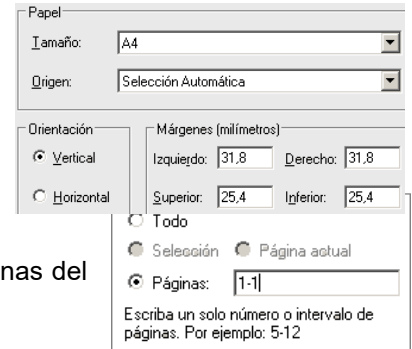 Papel
Tamaño: A4
Origen: Selección Automática
Orientación
Vertical
Horizontal
Márgenes (milímetros)
Izquierdo: 31,8 Derecho: 31,8
Superior: 25,4 Inferior: 25,4
Todo
Selección Página actual
nas del
Páginas: 1-1
Escriba un solo número o intervalo de
páginas. Por ejemplo: 5-12